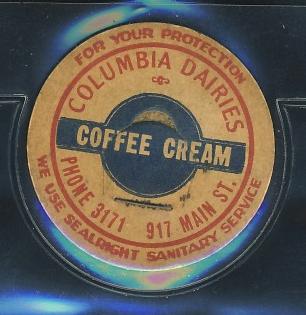 FOR YOUR PROTECTION
COLUMBIA DAIRIES
COFFEE CREAM
PHONE 3171 917 MAIN ST.
WE USE SEALRIGHT SANITARY SERVICE